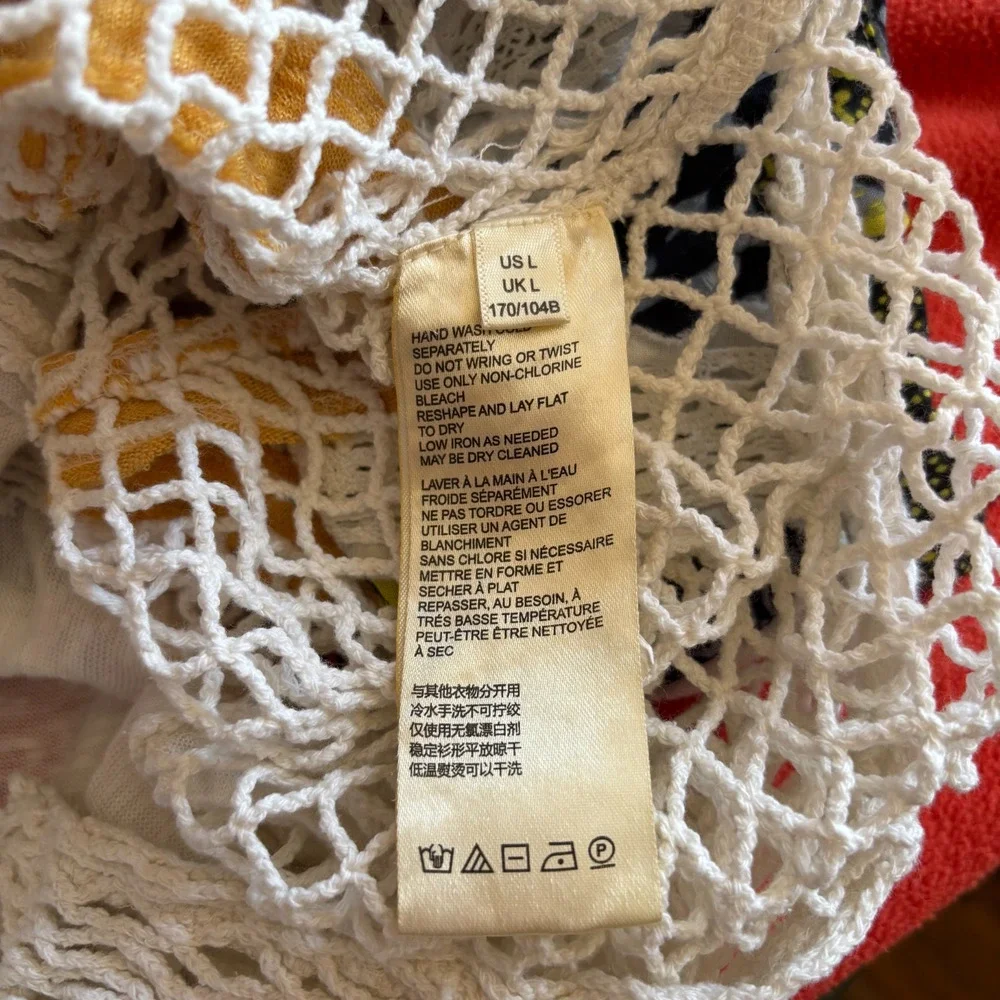 US L
UK L
170/104B
HAND WASH COLD
SEPARATELY
DO NOT WRING OR TWIST
USE ONLY NON-CHLORINE
BLEACH
RESHAPE AND LAY FLAT
TO DRY
LOW IRON AS NEEDED
MAY BE DRY CLEANED
LAVER À LA MAIN À L'EAU
FROIDE SÉPARÉMENT
NE PAS TORDRE OU ESSORER
UTILISER UN AGENT DE
BLANCHIMENT
SANS CHLORE SI NÉCESSAIRE
METTRE EN FORME ET
SECHER À PLAT
REPASSER, AU BESOIN, À
TRÉS BASSE TEMPÉRATURE
PEUT-ÊTRE ÊTRE NETTOYÉE
À SEC
与其他衣物分开用
冷水手洗不可拧绞
仅使用无氯漂白剂
稳定衫形平放晾干
低温熨烫可以干洗
P